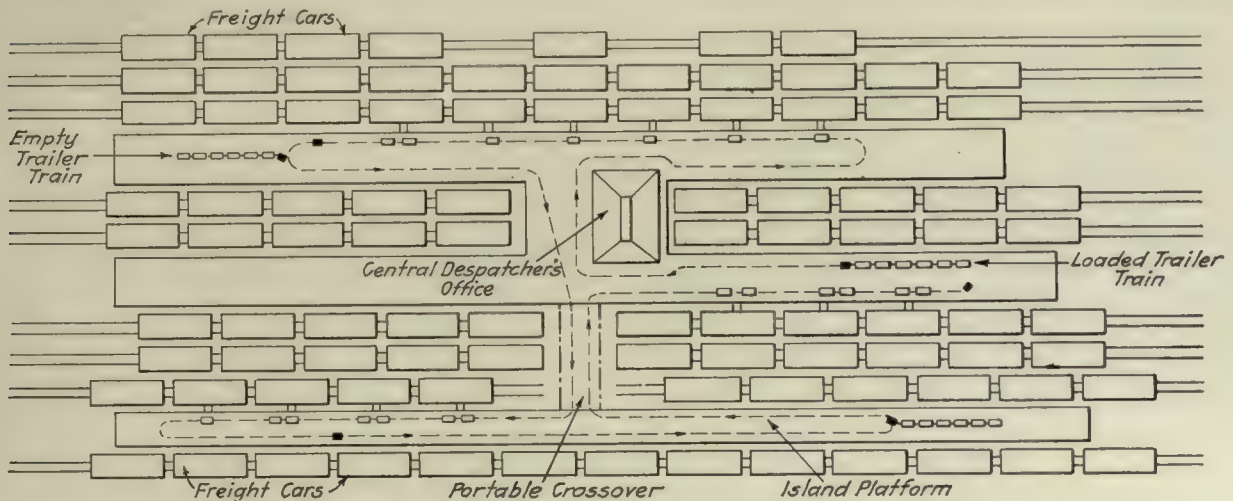 Freight Cars
Empty
Trailer
Train
Central Despatchers
Office
Loaded Trailer
Train
Freight Cars
Portable Crossover
Island Platform